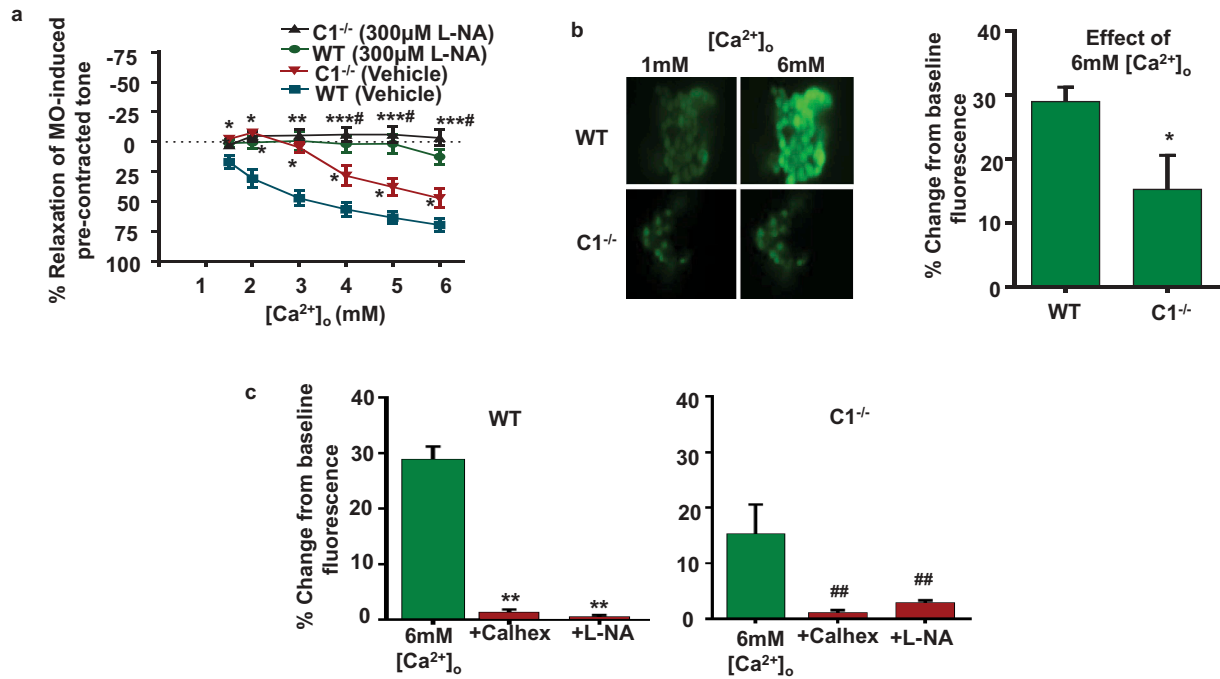 a
C1⁻/⁻ (300µM L-NA)
WT (300µM L-NA)
C1⁻/⁻ (Vehicle)
WT (Vehicle)
% Relaxation of MO-induced
pre-contracted tone
-75
-50
-25
0
25
50
75
100
* * ** ***# ***# ***#
* * * * *
1 2 3 4 5 6
[Ca²⁺]ₒ (mM)
b
[Ca²⁺]ₒ
1mM 6mM
WT
C1⁻/⁻
% Change from baseline
fluorescence
Effect of
6mM [Ca²⁺]ₒ
40
30
20
10
0
*
WT C1⁻/⁻
c
% Change from baseline
fluorescence
WT
40
30
20
10
0
** **
6mM +Calhex +L-NA
[Ca²⁺]ₒ
C1⁻/⁻
40
30
20
10
0
## ##
6mM +Calhex +L-NA
[Ca²⁺]ₒ